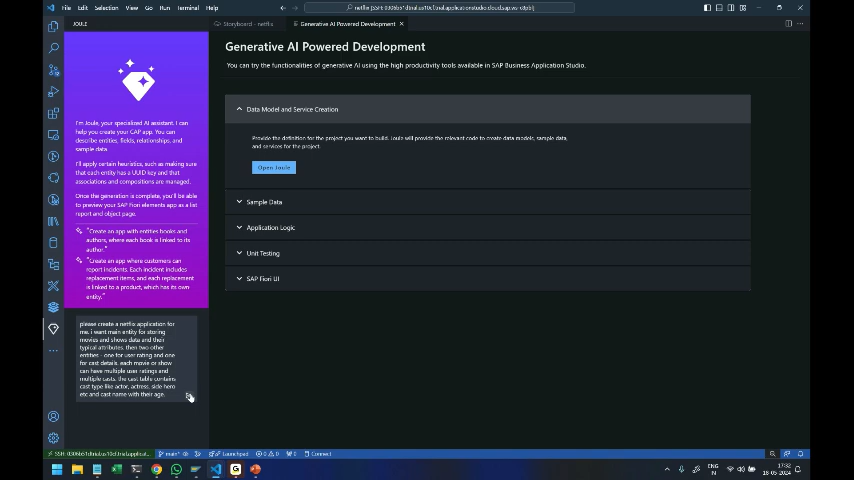 File Edit Selection View Go Run Terminal Help
JOULE
Storyboard - netflix
Generative AI Powered Development
Generative AI Powered Development
You can try the functionalities of generative AI using the high productivity tools available in SAP Business Application Studio.
Data Model and Service Creation
Provide the definition for the project you want to build. Joule will provide the relevant code to create data models, sample data,
and services for the project.
Open Joule
Sample Data
Application Logic
Unit Testing
SAP Fiori UI
I'm Joule, your specialized AI assistant. I can
help you create your CAP app. You can
describe entities, fields, relationships, and
sample data.
I'll apply certain heuristics, such as making sure
that each entity has a UUID key and that
associations and compositions are managed.
Once the generation is complete, you'll be able
to preview your SAP Fiori elements app as a list
report and object page.
"Create an app with entities books and
authors, where each book is linked to its
author."
"Create an app where customers can
report incidents. Each incident includes
replacement items, and each replacement
is linked to a product, which has its own
entity."
please create a netflix application for
me. i want main entity for storing
movies and shows data and their
typical attributes. then two other
entities - one for user rating and one
for cast details. each movie or show
can have multiple user ratings and
multiple casts. the cast table contains
cast type like actor, actress, side hero
etc and cast name with their age.
main*
Launchpad
0 0
0
Connect
ENG
IN
17:32
18-05-2024